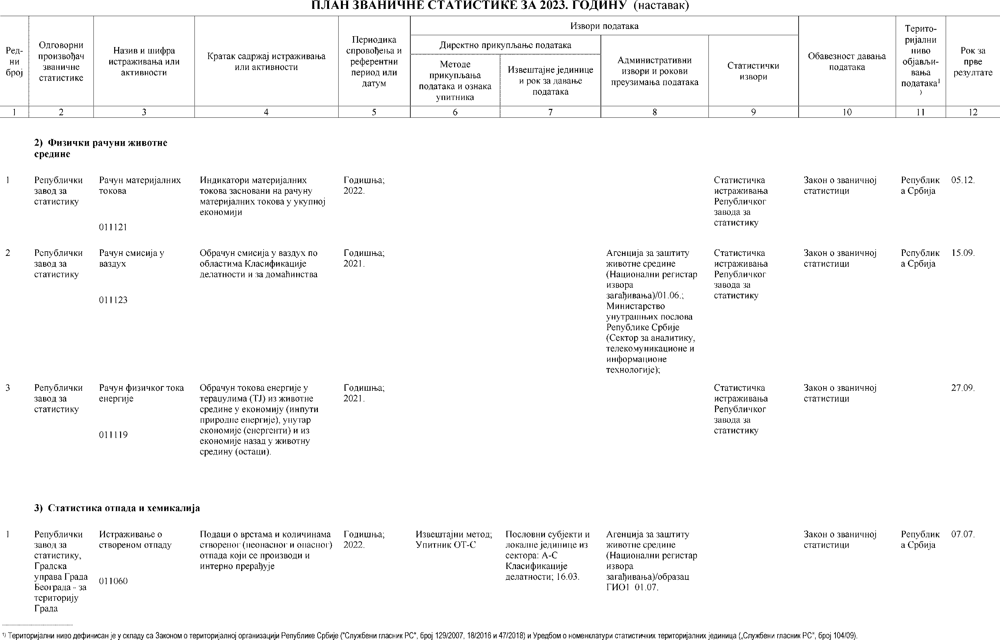 ПЛАН ЗВАНИЧНЕ СТАТИСТИКЕ ЗА 2023. ГОДИНУ (наставак)
Ред-
ни
број
Одговорни
произвођач
званичне
статистике
Назив и шифра
истраживања или
активности
Кратак садржај истраживања
или активности
Периодика
спровођења и
референтни
период или
датум
Извори података
Директно прикупљање података
Методе
прикупљања
података и ознака
упитника
Извештајне јединице
и рок за давање
података
Административни
извори и рокови
преузимања података
Статистички
извори
Обавезност давања
података
Терито-
ријални
ниво
објављи-
вања
података¹
)
Рок за
прве
резултате
1 2 3 4 5 6 7 8 9 10 11 12
2) Физички рачуни животне
средине
1
Републички
завод за
статистику
Рачун материјалних
токова
011121
Индикатори материјалних
токова засновани на рачуну
материјалних токова у укупној
економији
Годишња;
2022.
Статистичка
истраживања
Републичког
завода за
статистику
Закон о званичној
статистици
Републик
а Србија
05.12.
2
Републички
завод за
статистику
Рачун емисија у
ваздух
011123
Обрачун емисија у ваздух по
областима Класификације
делатности и за домаћинства
Годишња;
2021.
Агенција за заштиту
животне средине
(Национални регистар
извора
загађивања)/01.06.;
Министарство
унутрашњих послова
Републике Србије
(Сектор за аналитику,
телекомуникационе и
информационе
технологије);
Статистичка
истраживања
Републичког
завода за
статистику
Закон о званичној
статистици
Републик
а Србија
15.09.
3
Републички
завод за
статистику
Рачун физичког тока
енергије
011119
Обрачун токова енергије у
тераџулима (TJ) из животне
средине у економију (инпути
природне енергије), унутар
економије (енергенти) и из
економије назад у животну
средину (остаци).
Годишња;
2021.
Статистичка
истраживања
Републичког
завода за
статистику
Закон о званичној
статистици
27.09.
3) Статистика отпада и хемикалија
1
Републички
завод за
статистику,
Градска
управа Града
Београда - за
територију
Града
Истраживање о
створеном отпаду
011060
Подаци о врстама и количинама
створеног (неопасног и опасног)
отпада који се производи и
интерно прерађује
Годишња;
2022.
Извештајни метод;
Упитник ОТ-С
Пословни субјекти и
локалне јединице из
сектора: А-С
Класификације
делатности; 16.03.
Агенција за заштиту
животне средине
(Национални регистар
извора
загађивања)/образац
ГИО1 01.07.
Закон о званичној
статистици
Републик
а Србија
07.07.
¹⁾ Територијални ниво дефинисан је у складу са Законом о територијалној организацији Републике Србије ("Службени гласник РС", број 129/2007, 18/2016 и 47/2018) и Уредбом о номенклатури статистичких територијалних јединица („Службени гласник РС", број 104/09).